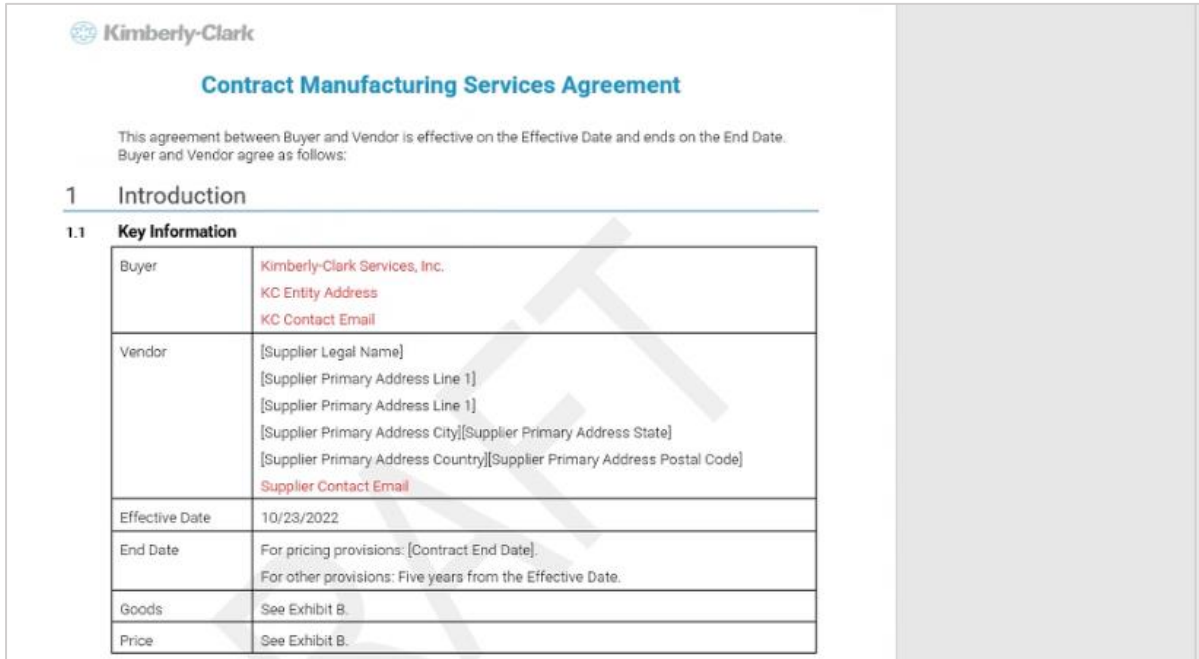 Kimberly-Clark
Contract Manufacturing Services Agreement
This agreement between Buyer and Vendor is effective on the Effective Date and ends on the End Date.
Buyer and Vendor agree as follows:
1 Introduction
1.1 Key Information
Buyer Kimberly-Clark Services, Inc.
KC Entity Address
KC Contact Email
Vendor [Supplier Legal Name]
[Supplier Primary Address Line 1]
[Supplier Primary Address Line 1]
[Supplier Primary Address City][Supplier Primary Address State]
[Supplier Primary Address Country][Supplier Primary Address Postal Code]
Supplier Contact Email
Effective Date 10/23/2022
End Date For pricing provisions: [Contract End Date].
For other provisions: Five years from the Effective Date.
Goods See Exhibit B.
Price See Exhibit B.
RAFT